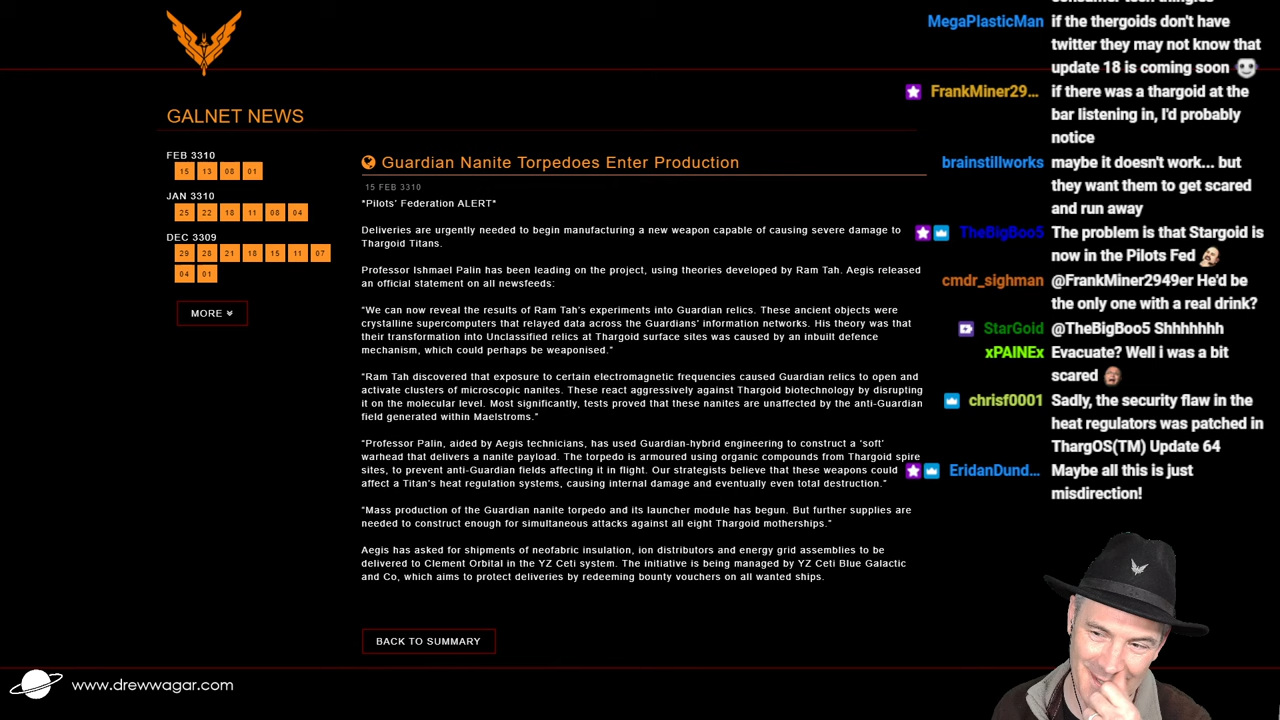 GALNET NEWS
FEB 3310
15 13 08 01
JAN 3310
25 22 18 11 08 04
DEC 3309
29 28 21 18 15 11 07
04 01
MORE
Guardian Nanite Torpedoes Enter Production
15 FEB 3310
*Pilots' Federation ALERT*
Deliveries are urgently needed to begin manufacturing a new weapon capable of causing severe damage to
Thargoid Titans.
Professor Ishmael Palin has been leading on the project, using theories developed by Ram Tah. Aegis released
an official statement on all newsfeeds:
"We can now reveal the results of Ram Tah's experiments into Guardian relics. These ancient objects were
crystalline supercomputers that relayed data across the Guardians' information networks. His theory was that
their transformation into Unclassified relics at Thargoid surface sites was caused by an inbuilt defence
mechanism, which could perhaps be weaponised."
"Ram Tah discovered that exposure to certain electromagnetic frequencies caused Guardian relics to open and
activate clusters of microscopic nanites. These react aggressively against Thargoid biotechnology by disrupting
it on the molecular level. Most significantly, tests proved that these nanites are unaffected by the anti-Guardian
field generated within Maelstroms."
"Professor Palin, aided by Aegis technicians, has used Guardian-hybrid engineering to construct a 'soft'
warhead that delivers a nanite payload. The torpedo is armoured using organic compounds from Thargoid spire
sites, to prevent anti-Guardian fields affecting it in flight. Our strategists believe that these weapons could
affect a Titan's heat regulation systems, causing internal damage and eventually even total destruction."
"Mass production of the Guardian nanite torpedo and its launcher module has begun. But further supplies are
needed to construct enough for simultaneous attacks against all eight Thargoid motherships."
Aegis has asked for shipments of neofabric insulation, ion distributors and energy grid assemblies to be
delivered to Clement Orbital in the YZ Ceti system. The initiative is being managed by YZ Ceti Blue Galactic
and Co, which aims to protect deliveries by redeeming bounty vouchers on all wanted ships.
BACK TO SUMMARY
www.drewwagar.com
MegaPlasticMan if the thergoids don't have
twitter they may not know that
update 18 is coming soon
FrankMiner29... if there was a thargoid at the
bar listening in, I'd probably
notice
brainstillworks maybe it doesn't work... but
they want them to get scared
and run away
TheBigBoo5 The problem is that Stargoid is
now in the Pilots Fed
cmdr_sighman @FrankMiner2949er He'd be
the only one with a real drink?
StarGoid @TheBigBoo5 Shhhhhhh
xPAINEx Evacuate? Well i was a bit
scared
chrisf0001 Sadly, the security flaw in the
heat regulators was patched in
ThargOS(TM) Update 64
EridanDund... Maybe all this is just
misdirection!